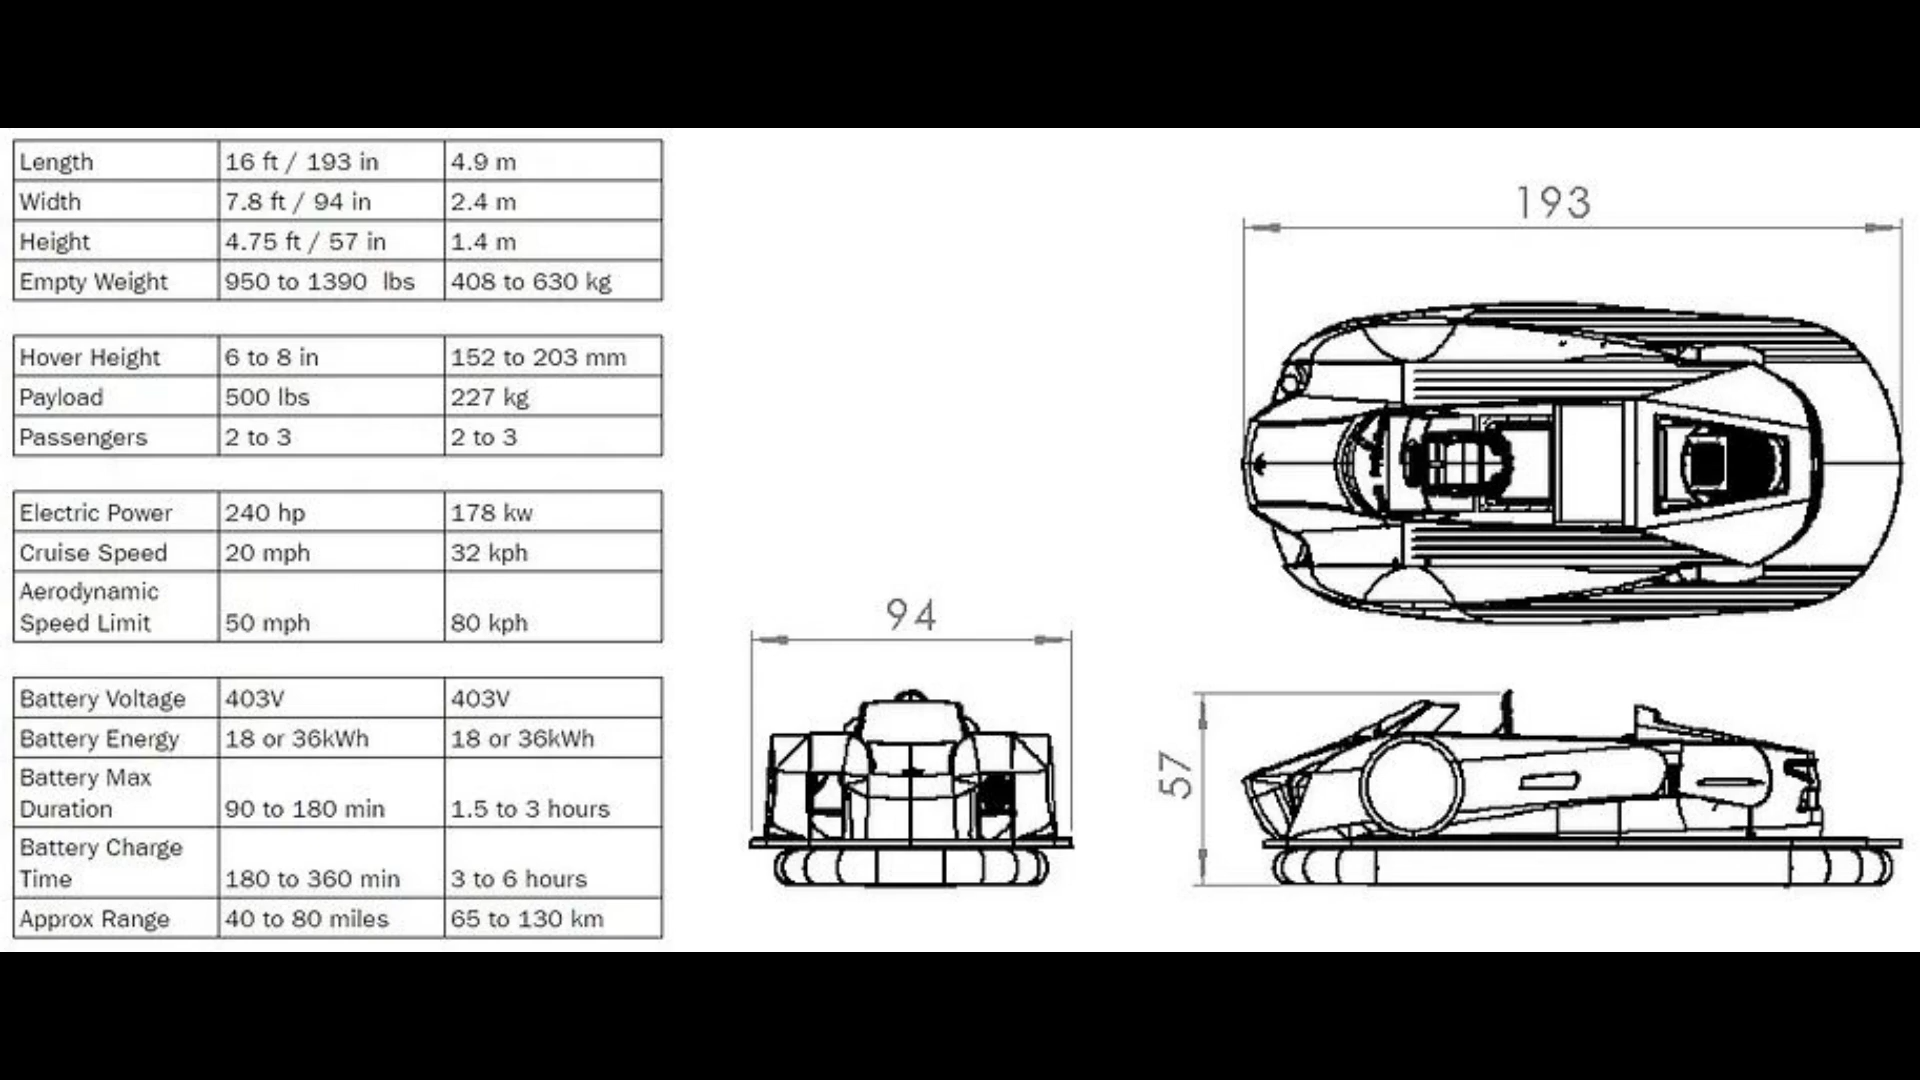 Length 16 ft / 193 in 4.9 m
Width 7.8 ft / 94 in 2.4 m
Height 4.75 ft / 57 in 1.4 m
Empty Weight 950 to 1390 lbs 408 to 630 kg
Hover Height 6 to 8 in 152 to 203 mm
Payload 500 lbs 227 kg
Passengers 2 to 3 2 to 3
Electric Power 240 hp 178 kw
Cruise Speed 20 mph 32 kph
Aerodynamic
Speed Limit 50 mph 80 kph
Battery Voltage 403V 403V
Battery Energy 18 or 36kWh 18 or 36kWh
Battery Max
Duration 90 to 180 min 1.5 to 3 hours
Battery Charge
Time 180 to 360 min 3 to 6 hours
Approx Range 40 to 80 miles 65 to 130 km
193
94
57